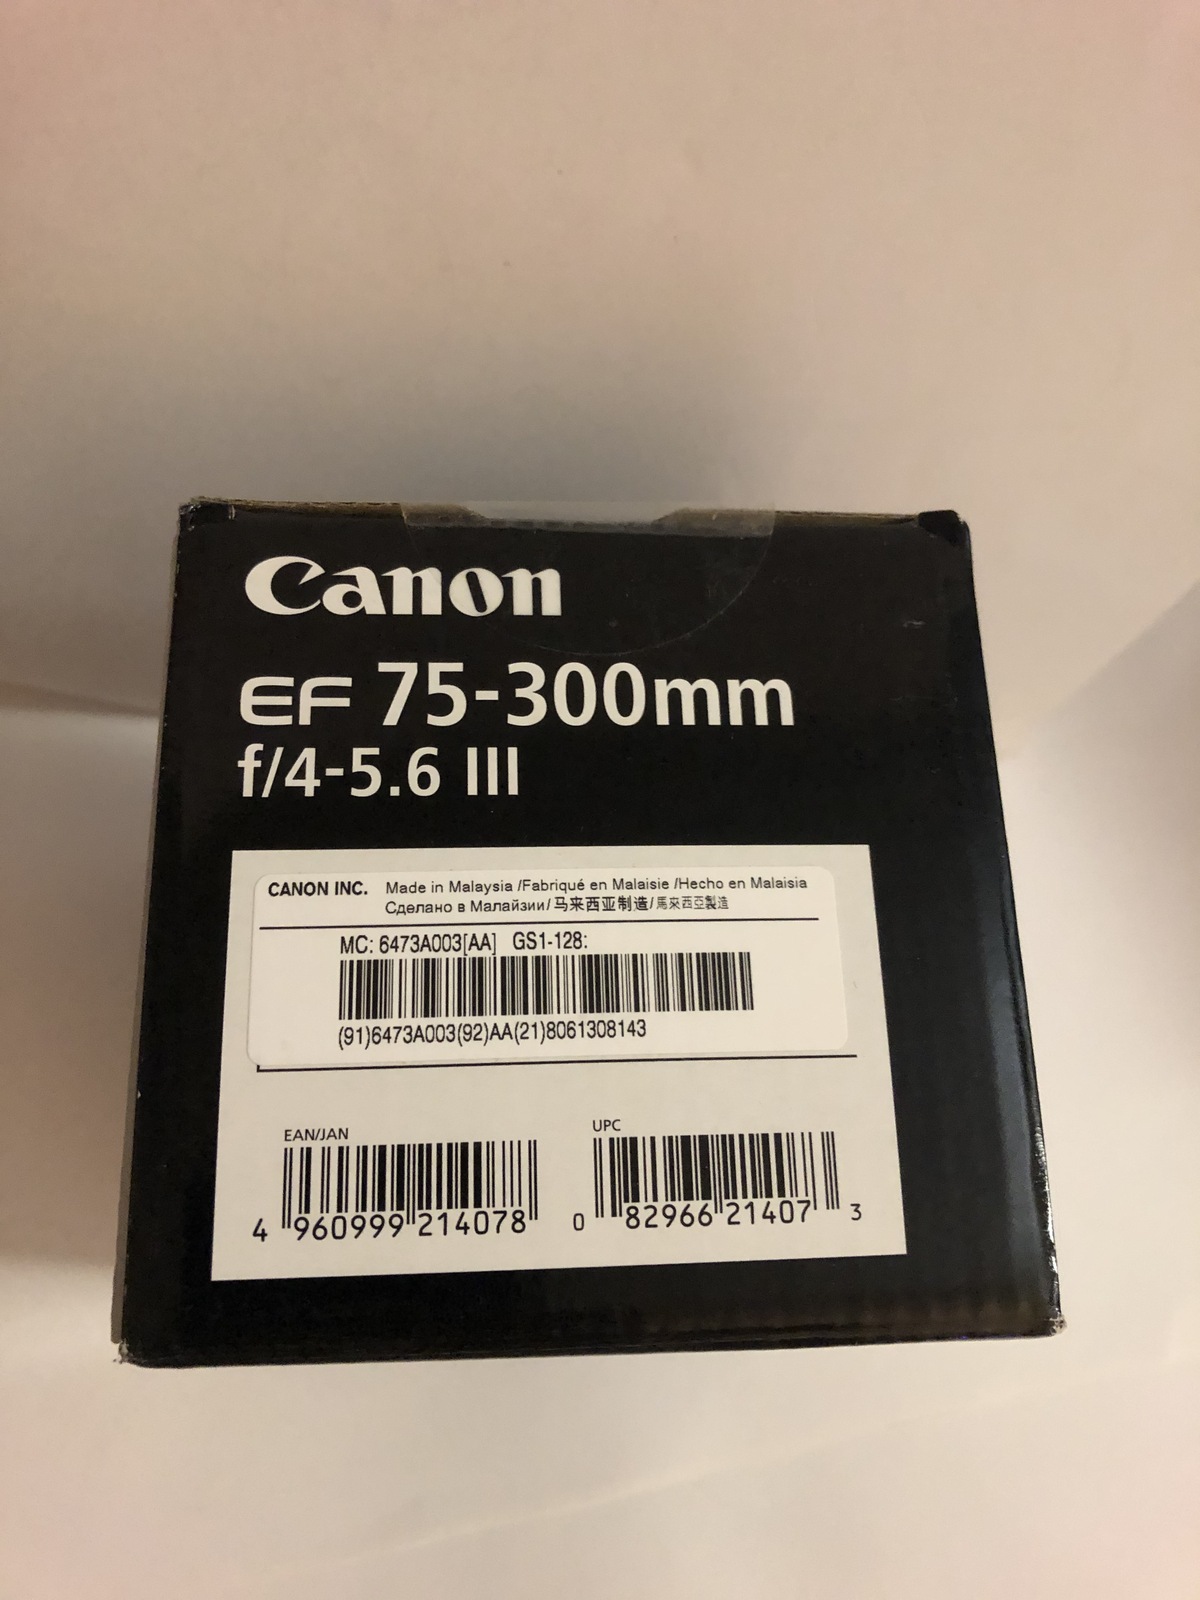 Canon
EF 75-300mm
f/4-5.6 III
CANON INC. Made in Malaysia /Fabriqué en Malaisie /Hecho en Malaisia
Сделано в Малайзии/ 马来西亚制造/ 馬來西亞製造
MC: 6473A003[AA] GS1-128:
(91)6473A003(92)AA(21)8061308143
EAN/JAN
4 960999 214078
UPC
0 82966 21407 3